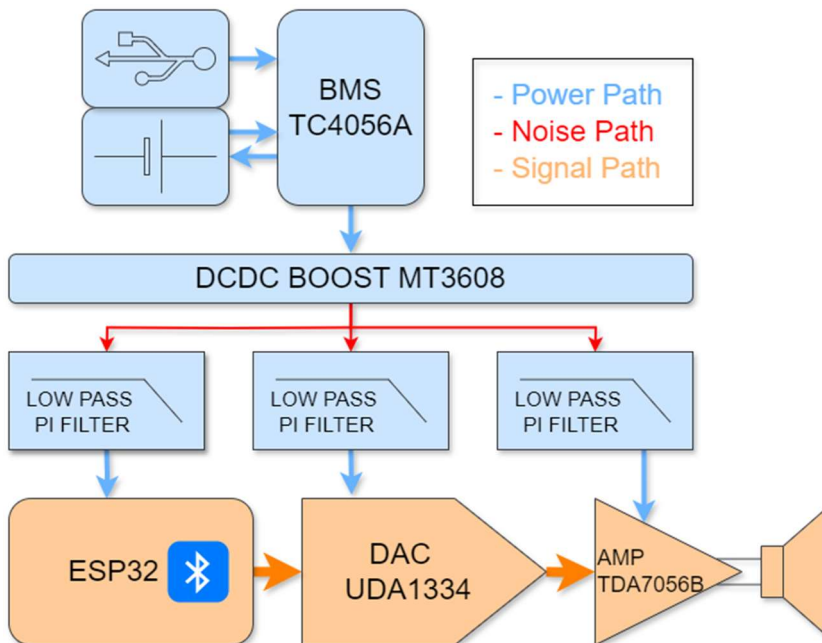 BMS
TC4056A
- Power Path
- Noise Path
- Signal Path
DCDC BOOST MT3608
LOW PASS
PI FILTER
LOW PASS
PI FILTER
LOW PASS
PI FILTER
ESP32
DAC
UDA1334
AMP
TDA7056B